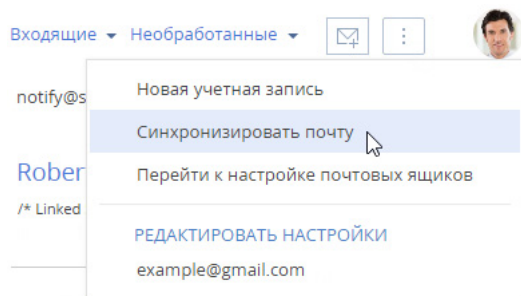 Входящие Необработанные
notify@s
Новая учетная запись
Синхронизировать почту
Rober
Перейти к настройке почтовых ящиков
/* Linked
РЕДАКТИРОВАТЬ НАСТРОЙКИ
example@gmail.com